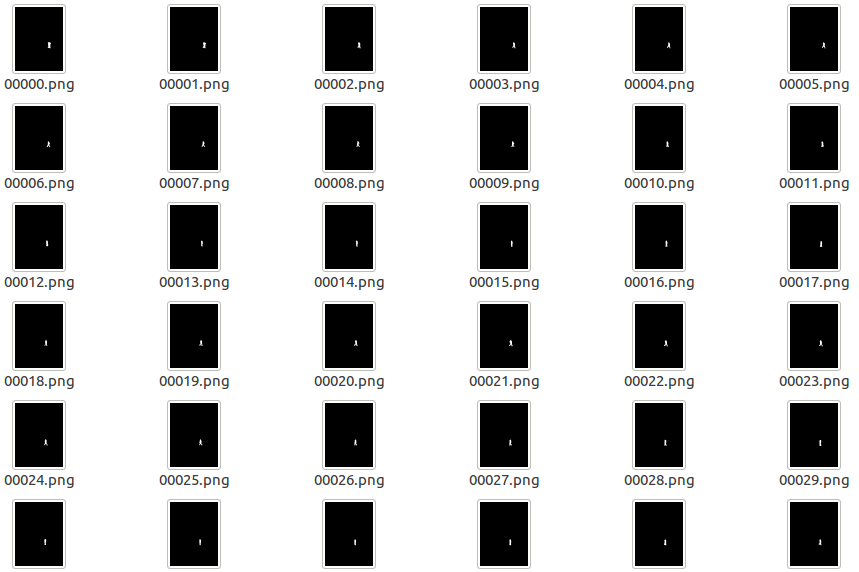 00000.png 00001.png 00002.png 00003.png 00004.png 00005.png
00006.png 00007.png 00008.png 00009.png 00010.png 00011.png
00012.png 00013.png 00014.png 00015.png 00016.png 00017.png
00018.png 00019.png 00020.png 00021.png 00022.png 00023.png
00024.png 00025.png 00026.png 00027.png 00028.png 00029.png